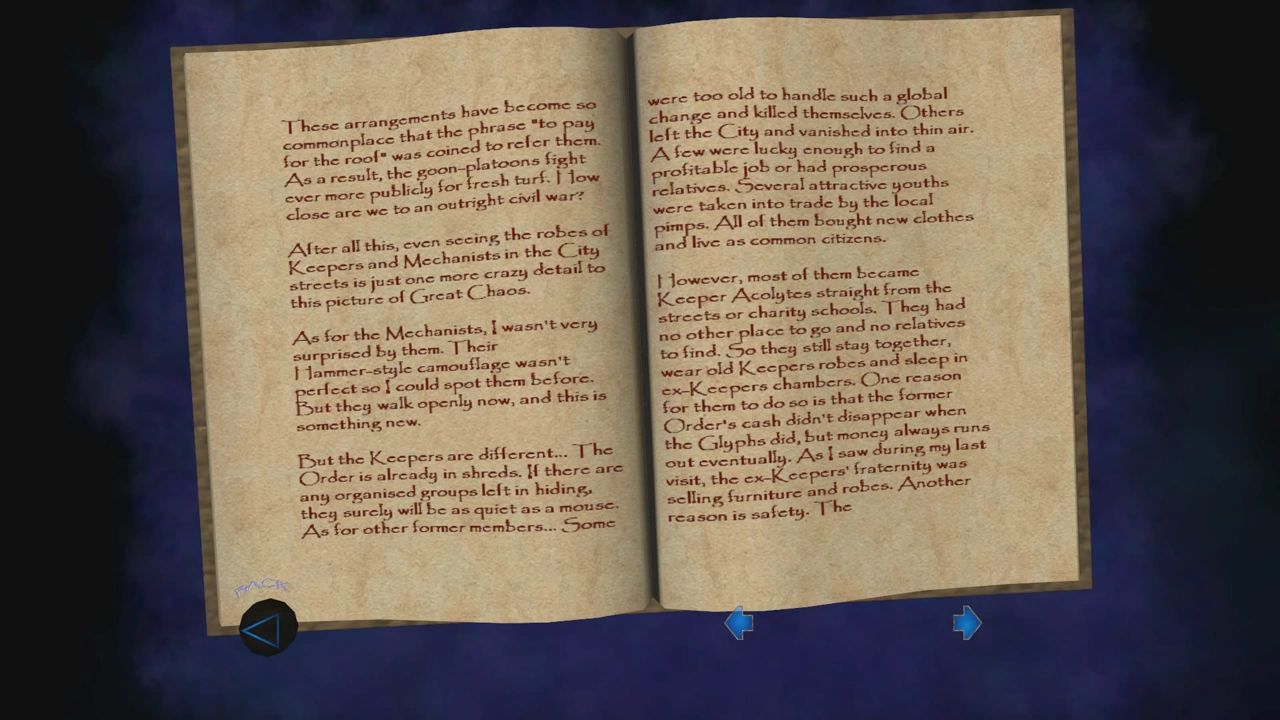 These arrangements have become so
commonplace that the phrase "to pay
for the roof" was coined to refer them.
As a result, the goon-platoons fight
ever more publicly for fresh turf. How
close are we to an outright civil war?
After all this, even seeing the robes of
Keepers and Mechanists in the City
streets is just one more crazy detail to
this picture of Great Chaos.
As for the Mechanists, I wasn't very
surprised by them. Their
Hammer-style camouflage wasn't
perfect so I could spot them before.
But they walk openly now, and this is
something new.
But the Keepers are different... The
Order is already in shreds. If there are
any organised groups left in hiding,
they surely will be as quiet as a mouse.
As for other former members... Some
were too old to handle such a global
change and killed themselves. Others
left the City and vanished into thin air.
A few were lucky enough to find a
profitable job or had prosperous
relatives. Several attractive youths
were taken into trade by the local
pimps. All of them bought new clothes
and live as common citizens.
However, most of them became
Keeper Acolytes straight from the
streets or charity schools. They had
no other place to go and no relatives
to find. So they still stay together,
wear old Keepers robes and sleep in
ex-Keepers chambers. One reason
for them to do so is that the former
Order's cash didn't disappear when
the Glyphs did, but money always runs
out eventually. As I saw during my last
visit, the ex-Keepers' fraternity was
selling furniture and robes. Another
reason is safety. The
BACK